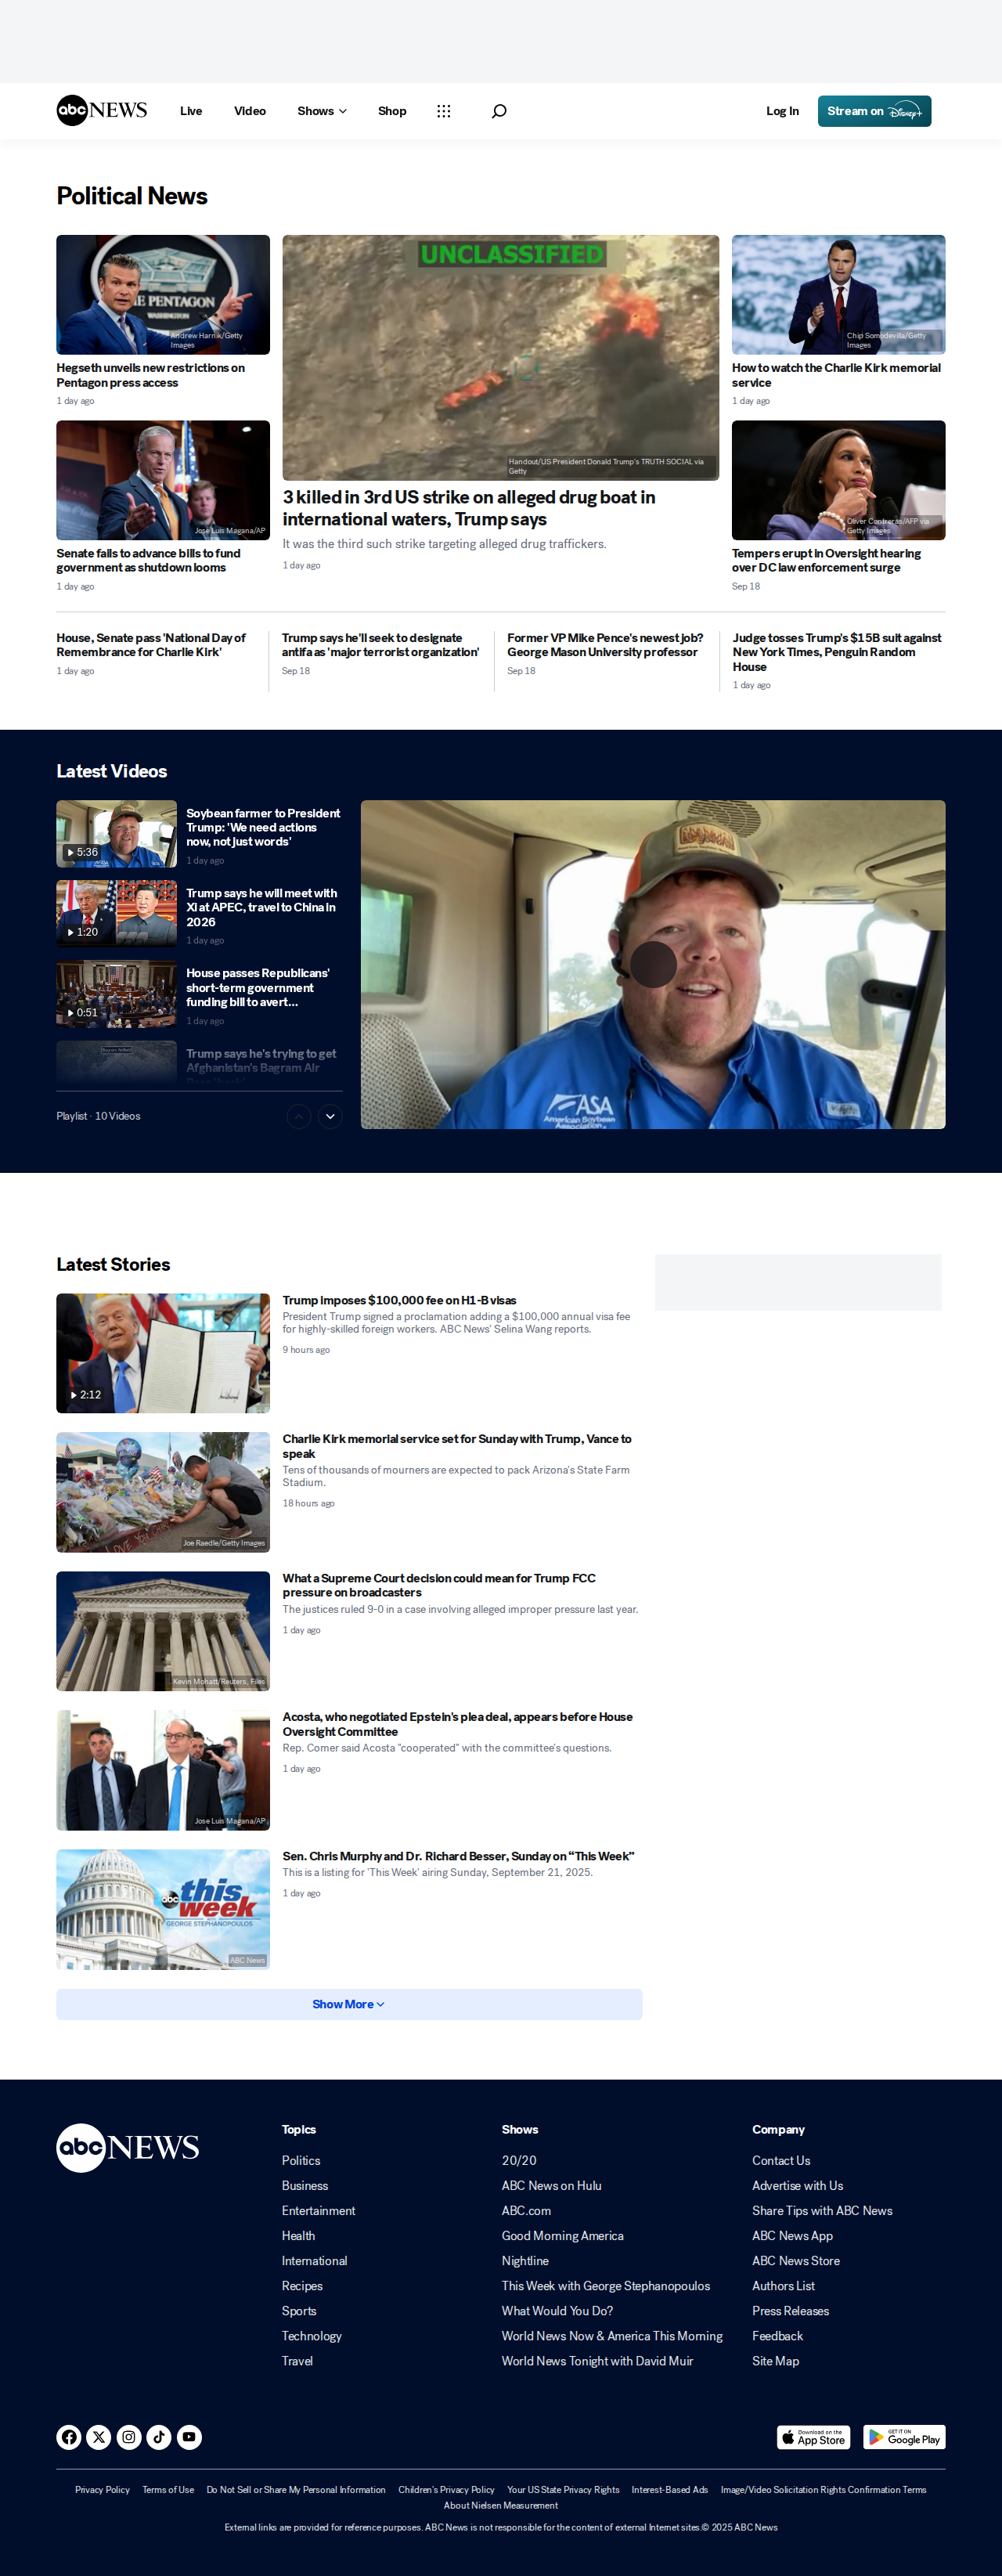 abc NEWS
Live
Video
Shows
Shop
Log In
Stream on Disney+
Political News
THE PENTAGON
WASHINGTON
Andrew Harnik/Getty
Images
Hegseth unveils new restrictions on
Pentagon press access
1 day ago
Jose Luis Magana/AP
Senate fails to advance bills to fund
government as shutdown looms
1 day ago
UNCLASSIFIED
Handout/US President Donald Trump's TRUTH SOCIAL via
Getty
3 killed in 3rd US strike on alleged drug boat in
international waters, Trump says
It was the third such strike targeting alleged drug traffickers.
1 day ago
Chip Somodevilla/Getty
Images
How to watch the Charlie Kirk memorial
service
1 day ago
Oliver Contreras/AFP via
Getty Images
Tempers erupt in Oversight hearing
over DC law enforcement surge
Sep 18
House, Senate pass 'National Day of
Remembrance for Charlie Kirk'
1 day ago
Trump says he'll seek to designate
antifa as 'major terrorist organization'
Sep 18
Former VP Mike Pence's newest job?
George Mason University professor
Sep 18
Judge tosses Trump's $15B suit against
New York Times, Penguin Random
House
1 day ago
Latest Videos
5:36
Soybean farmer to President
Trump: 'We need actions
now, not just words'
1 day ago
1:20
Trump says he will meet with
Xi at APEC, travel to China in
2026
1 day ago
0:51
House passes Republicans'
short-term government
funding bill to avert...
1 day ago
Trump says he's trying to get
Afghanistan's Bagram Air
Playlist · 10 Videos
ASA
American Soybean
Association
Latest Stories
2:12
Trump imposes $100,000 fee on H1-B visas
President Trump signed a proclamation adding a $100,000 annual visa fee
for highly-skilled foreign workers. ABC News' Selina Wang reports.
9 hours ago
Joe Raedle/Getty Images
Charlie Kirk memorial service set for Sunday with Trump, Vance to
speak
Tens of thousands of mourners are expected to pack Arizona's State Farm
Stadium.
18 hours ago
Kevin Mohatt/Reuters, Files
What a Supreme Court decision could mean for Trump FCC
pressure on broadcasters
The justices ruled 9-0 in a case involving alleged improper pressure last year.
1 day ago
Jose Luis Magana/AP
Acosta, who negotiated Epstein's plea deal, appears before House
Oversight Committee
Rep. Comer said Acosta "cooperated" with the committee's questions.
1 day ago
abc this week
GEORGE STEPHANOPOULOS
ABC News
Sen. Chris Murphy and Dr. Richard Besser, Sunday on “This Week”
This is a listing for 'This Week' airing Sunday, September 21, 2025.
1 day ago
Show More
abc NEWS
Topics
Politics
Business
Entertainment
Health
International
Recipes
Sports
Technology
Travel
Shows
20/20
ABC News on Hulu
ABC.com
Good Morning America
Nightline
This Week with George Stephanopoulos
What Would You Do?
World News Now & America This Morning
World News Tonight with David Muir
Company
Contact Us
Advertise with Us
Share Tips with ABC News
ABC News App
ABC News Store
Authors List
Press Releases
Feedback
Site Map
Download on the
App Store
GET IT ON
Google Play
Privacy Policy
Terms of Use
Do Not Sell or Share My Personal Information
Children's Privacy Policy
Your US State Privacy Rights
Interest-Based Ads
Image/Video Solicitation Rights Confirmation Terms
About Nielsen Measurement
External links are provided for reference purposes. ABC News is not responsible for the content of external Internet sites.© 2025 ABC News